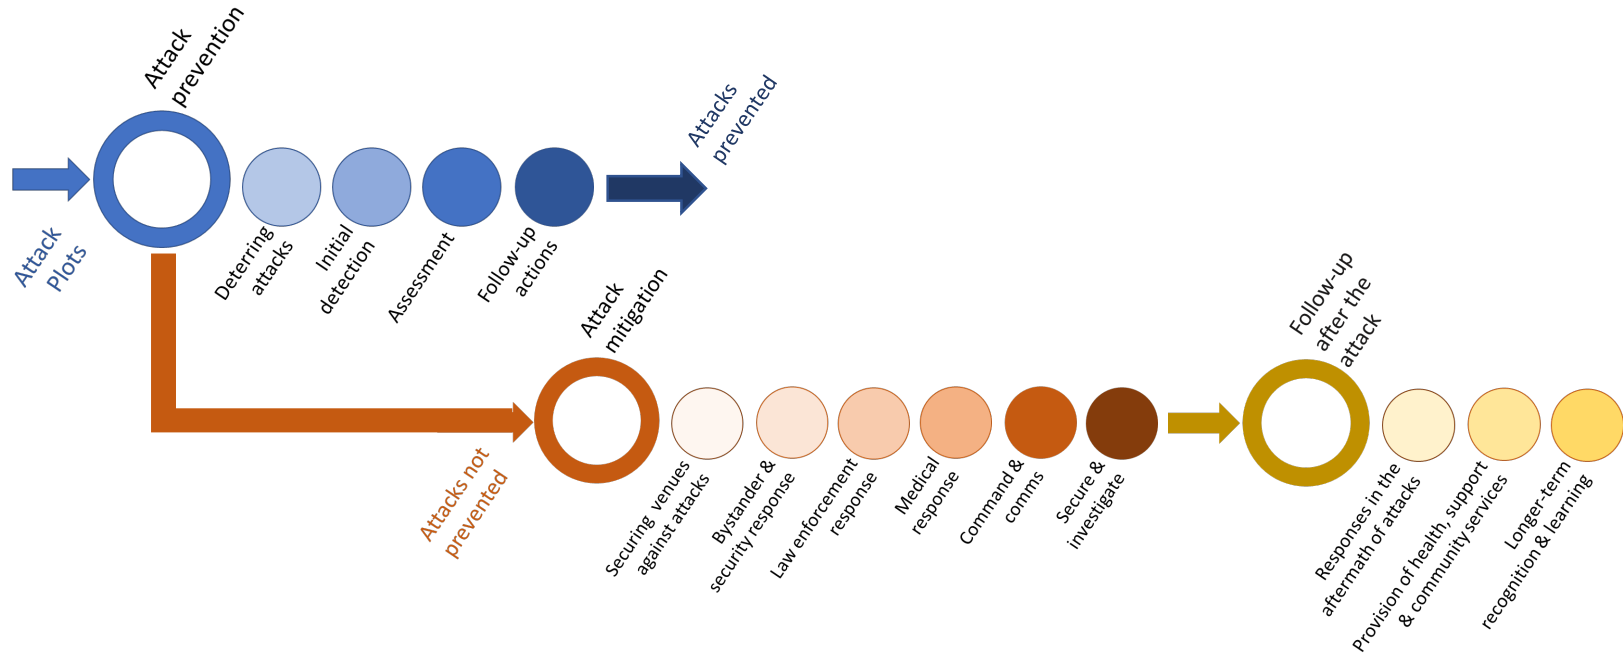 Attack
prevention
Attack
Plots
Deterring
attacks
Initial
detection
Assessment
Follow-up
actions
Attacks
prevented
Attacks not
prevented
Attack
mitigation
Securing venues
against attacks
Bystander &
security response
Law enforcement
response
Medical
response
Command &
comms
Secure &
investigate
Follow-up
after the
attack
Responses in the
aftermath of attacks
Provision of health, support
& community services
Longer-term
recognition & learning